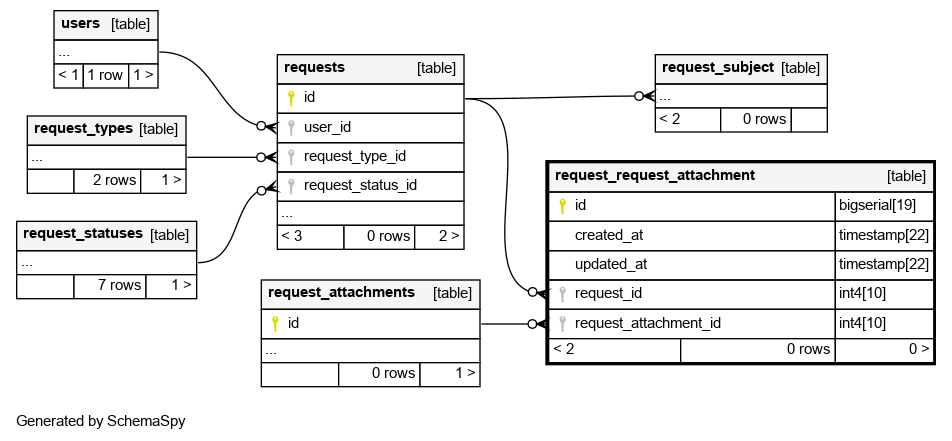 users [table]
...
< 1 1 row 1 >
request_types [table]
...
2 rows 1 >
request_statuses [table]
...
7 rows 1 >
requests [table]
id
user_id
request_type_id
request_status_id
...
< 3 0 rows 2 >
request_attachments [table]
id
...
0 rows 1 >
request_subject [table]
...
< 2 0 rows
request_request_attachment [table]
id bigserial[19]
created_at timestamp[22]
updated_at timestamp[22]
request_id int4[10]
request_attachment_id int4[10]
< 2 0 rows 0 >
Generated by SchemaSpy